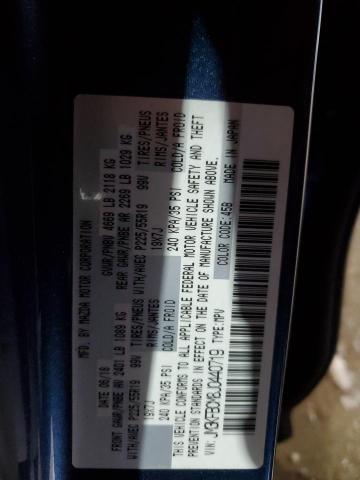 MFD. BY MAZDA MOTOR CORPORATION
DATE: 06/18
GVWR/PNBV 4669 LB 2118 KG
FRONT GAWR/PNBE AV 2401 LB 1089 KG
REAR GAWR/PNBE AR 2269 LB 1029 KG
WITH/AVEC P225/55R19 99V TIRES/PNEUS
WITH/AVEC P225/55R19 99V TIRES/PNEUS
19X7J RIMS/JANTES
19X7J RIMS/JANTES
240 KPA/35 PSI COLD/A FROID
240 KPA/35 PSI COLD/A FROID
THIS VEHICLE CONFORMS TO ALL APPLICABLE FEDERAL MOTOR VEHICLE SAFETY AND THEFT
PREVENTION STANDARDS IN EFFECT ON THE DATE OF MANUFACTURE SHOWN ABOVE.
VIN: TYPE: MPV
COLOR CODE: 45B MADE IN JAPAN